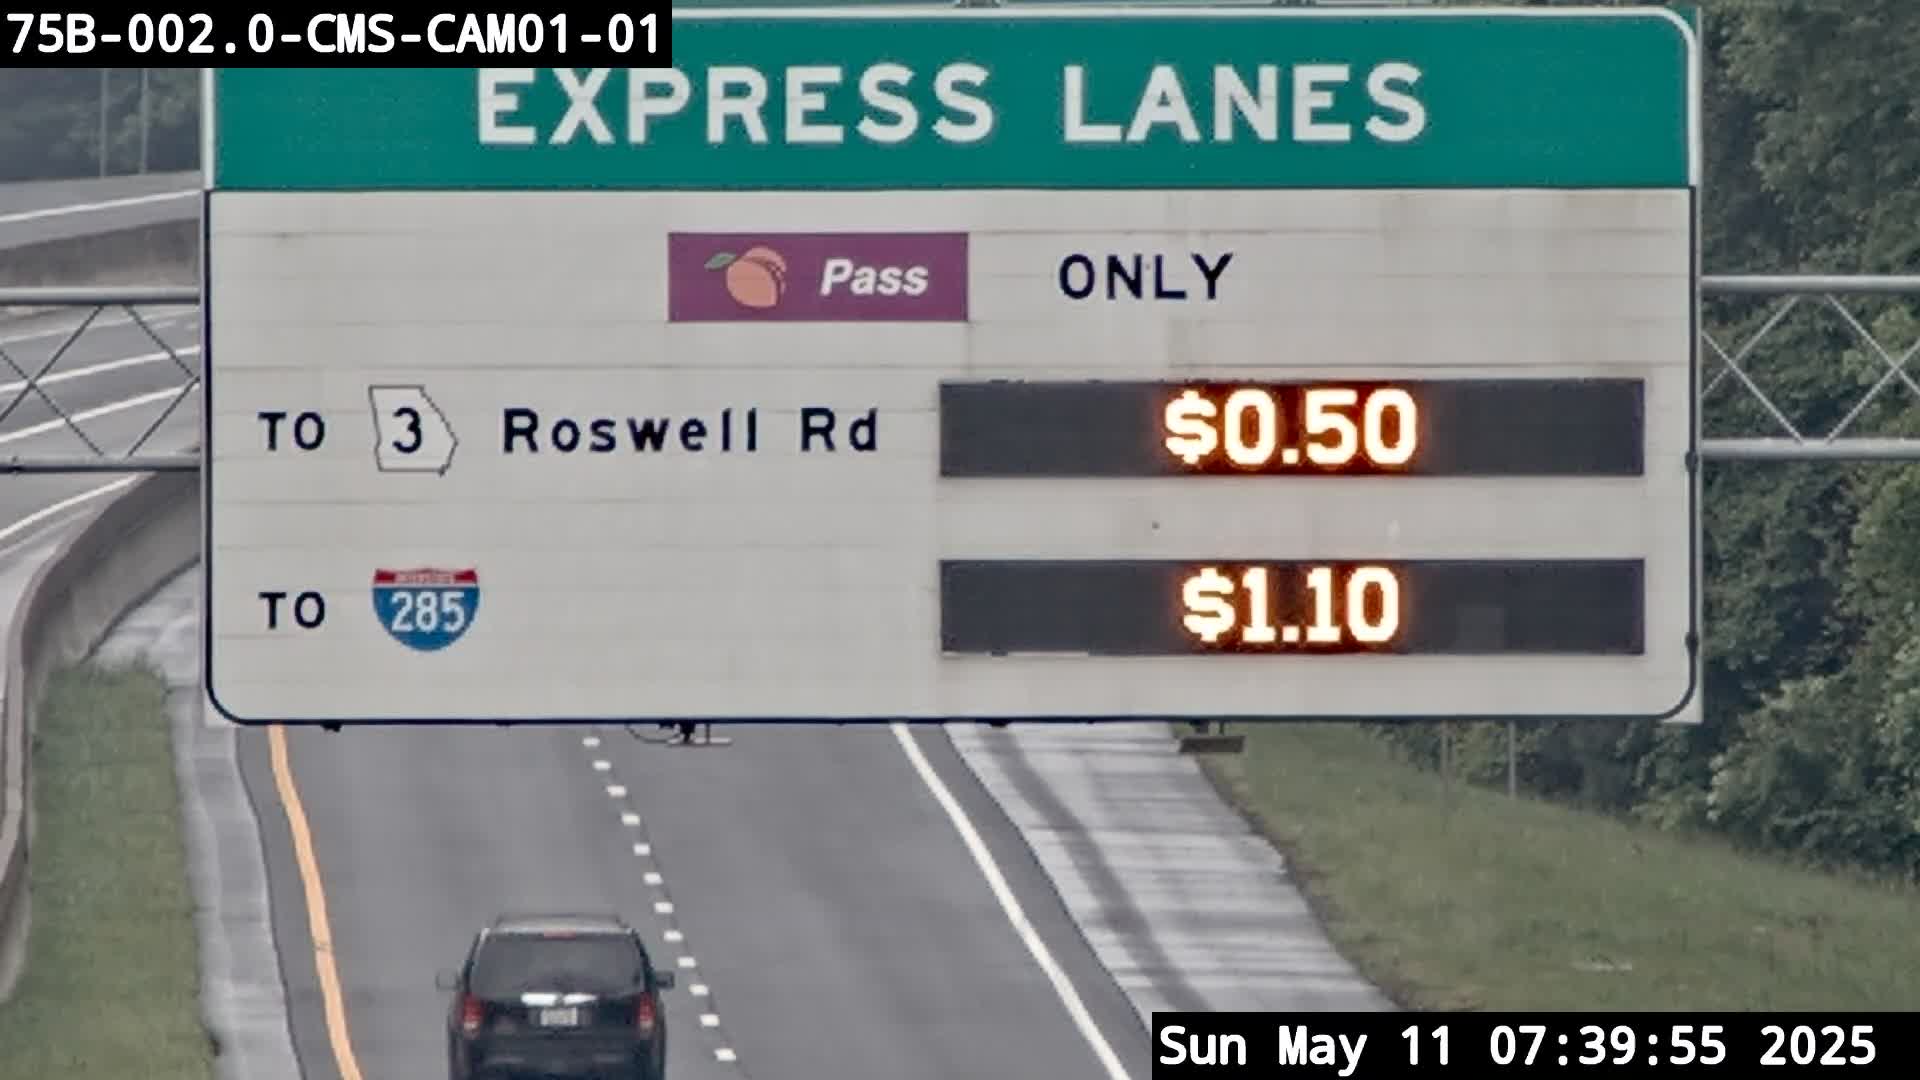 75B-002.0-CMS-CAM01-01
EXPRESS LANES
Pass ONLY
TO 3 Roswell Rd $0.50
TO 285 $1.10
Sun May 11 07:39:55 2025